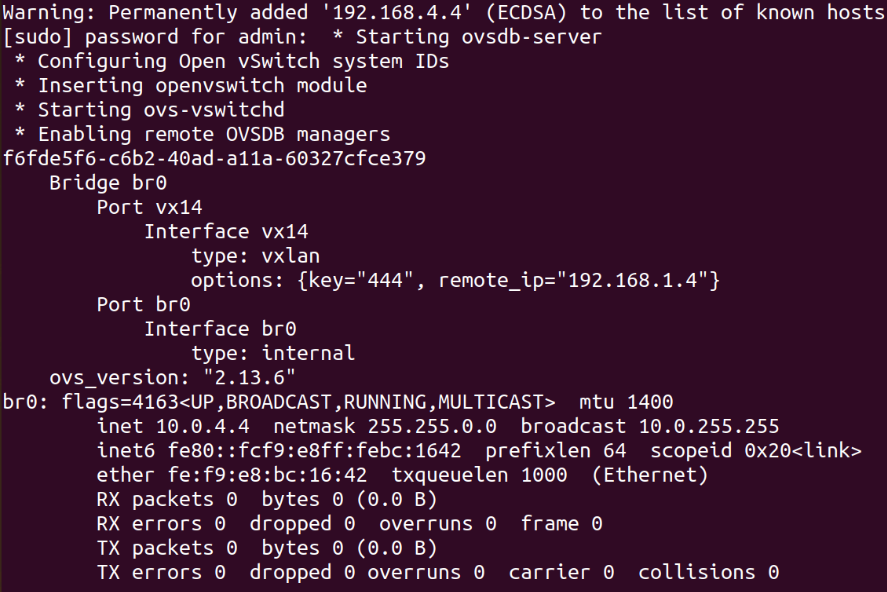 Warning: Permanently added '192.168.4.4' (ECDSA) to the list of known hosts
[sudo] password for admin:  * Starting ovsdb-server
 * Configuring Open vSwitch system IDs
 * Inserting openvswitch module
 * Starting ovs-vswitchd
 * Enabling remote OVSDB managers
f6fde5f6-c6b2-40ad-a11a-60327cfce379
    Bridge br0
        Port vx14
            Interface vx14
                type: vxlan
                options: {key="444", remote_ip="192.168.1.4"}
        Port br0
            Interface br0
                type: internal
    ovs_version: "2.13.6"
br0: flags=4163<UP,BROADCAST,RUNNING,MULTICAST>  mtu 1400
        inet 10.0.4.4  netmask 255.255.0.0  broadcast 10.0.255.255
        inet6 fe80::fcf9:e8ff:febc:1642  prefixlen 64  scopeid 0x20<link>
        ether fe:f9:e8:bc:16:42  txqueuelen 1000  (Ethernet)
        RX packets 0  bytes 0 (0.0 B)
        RX errors 0  dropped 0  overruns 0  frame 0
        TX packets 0  bytes 0 (0.0 B)
        TX errors 0  dropped 0 overruns 0  carrier 0  collisions 0